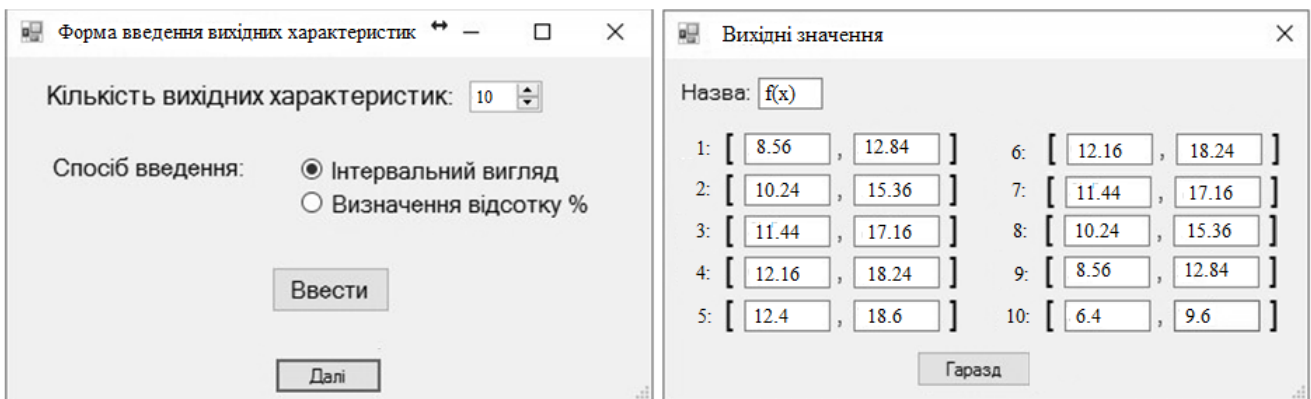 Форма введення вихідних характеристик
Кількість вихідних характеристик: 10
Спосіб введення: Інтервальний вигляд
Визначення відсотку %
Ввести
Далі
Вихідні значення
Назва: f(x)
1: [ 8.56 , 12.84 ]
2: [ 10.24 , 15.36 ]
3: [ 11.44 , 17.16 ]
4: [ 12.16 , 18.24 ]
5: [ 12.4 , 18.6 ]
6: [ 12.16 , 18.24 ]
7: [ 11.44 , 17.16 ]
8: [ 10.24 , 15.36 ]
9: [ 8.56 , 12.84 ]
10: [ 6.4 , 9.6 ]
Гаразд